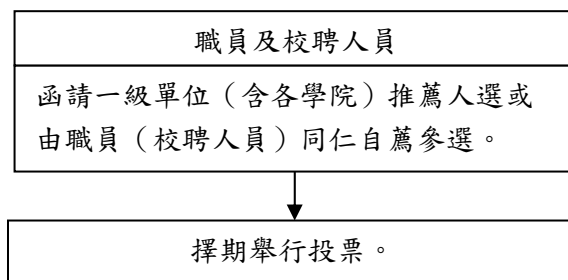 職員及校聘人員
函請一級單位（含各學院）推薦人選或
由職員（校聘人員）同仁自薦參選。
擇期舉行投票。